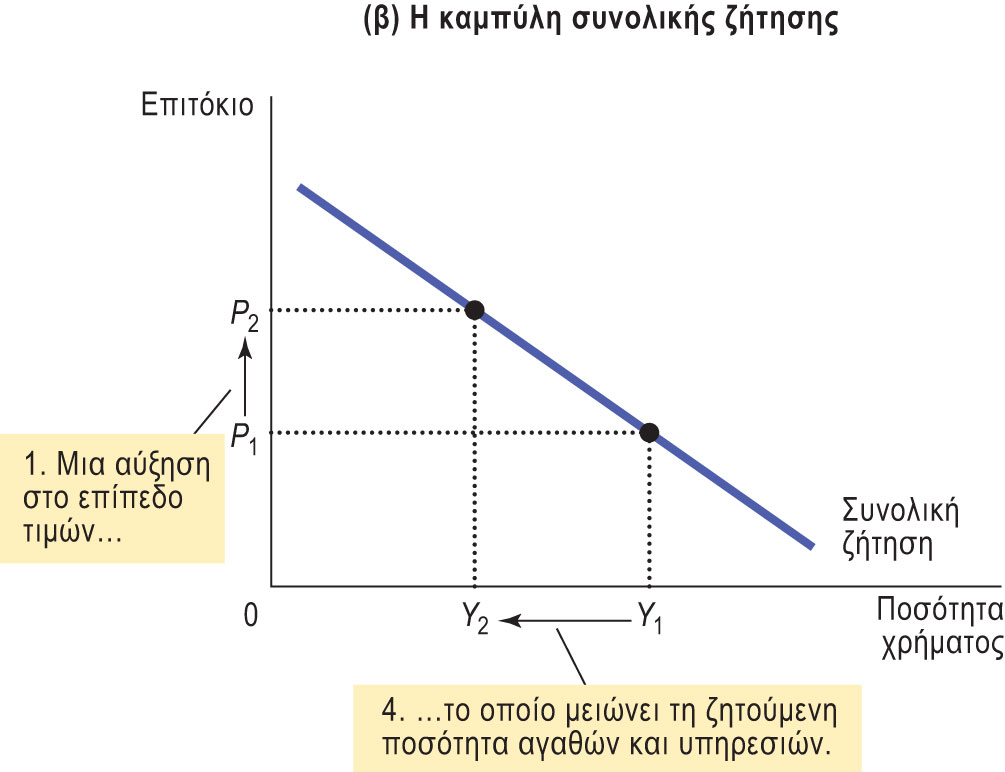 (β) Η καμπύλη συνολικής ζήτησης
Επιτόκιο
P2
P1
1. Μια αύξηση
στο επίπεδο
τιμών...
Συνολική
ζήτηση
0
Y2
Y1
Ποσότητα
χρήματος
4. ...το οποίο μειώνει τη ζητούμενη
ποσότητα αγαθών και υπηρεσιών.